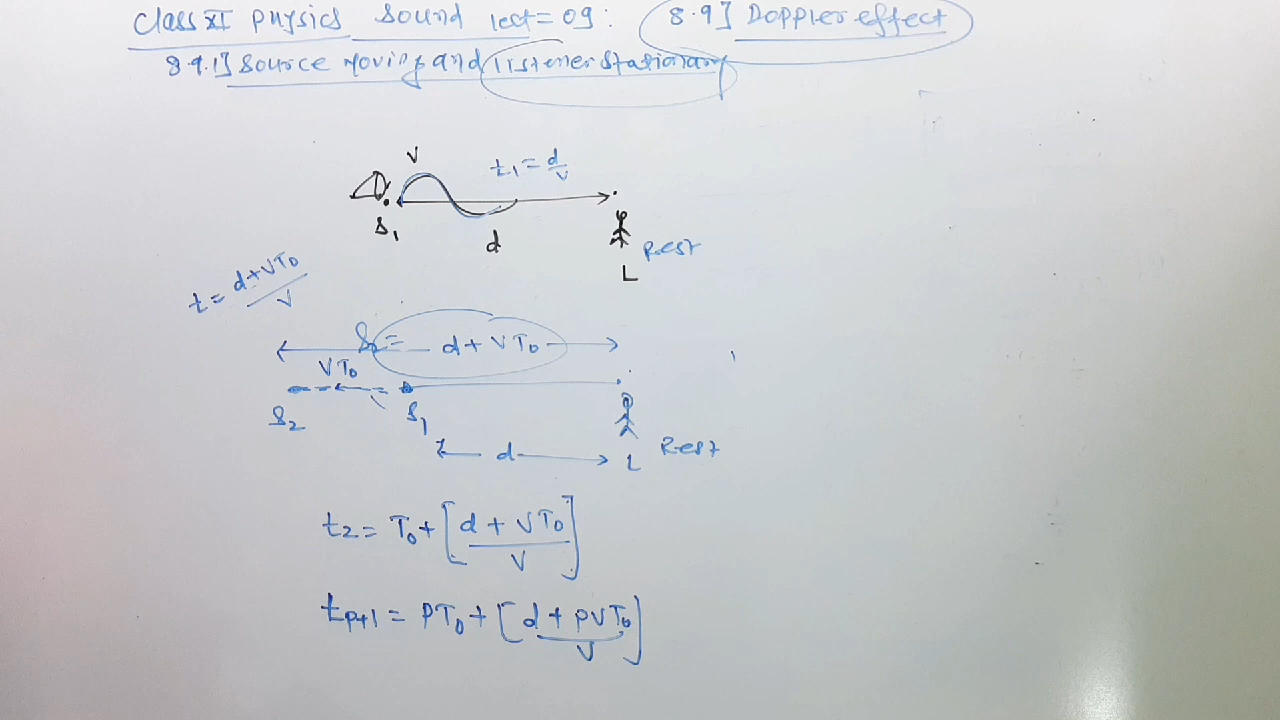 Class XI Physics Sound lect=09: 8.9] Doppler effect
8.9.1] Source Moving and listener Stationary
V
t₁ = d/v
S₁
d
Rest
L
t = d+VT₀/V
S₂ = d + VT₀
VT₀
S₂
S₁
d
L
Rest
t₂ = T₀ + [d + VT₀/V]
tₚ₊₁ = PT₀ + [d + PVT₀/V]